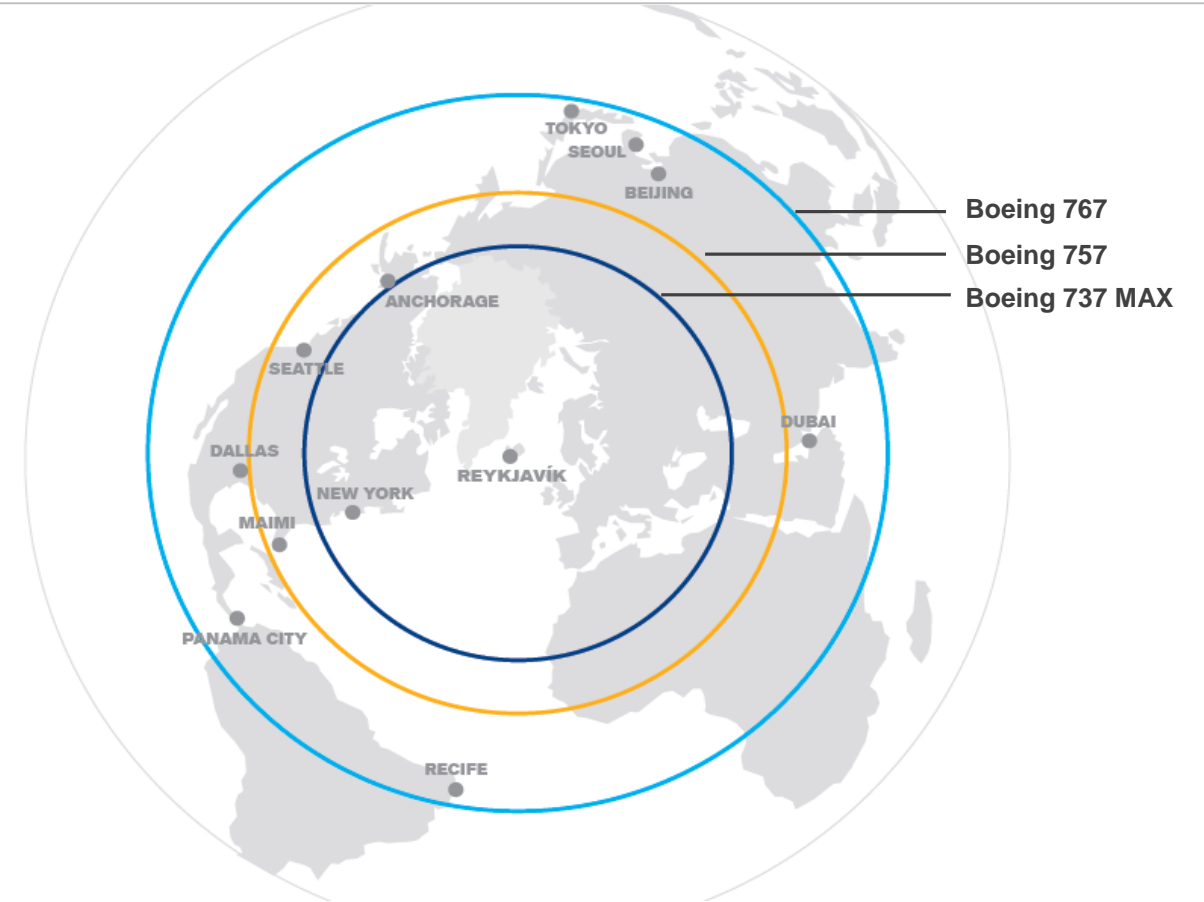 TOKYO
SEOUL
BEIJING
Boeing 767
Boeing 757
Boeing 737 MAX
ANCHORAGE
SEATTLE
DUBAI
DALLAS
REYKJAVÍK
NEW YORK
MAIMI
PANAMA CITY
RECIFE